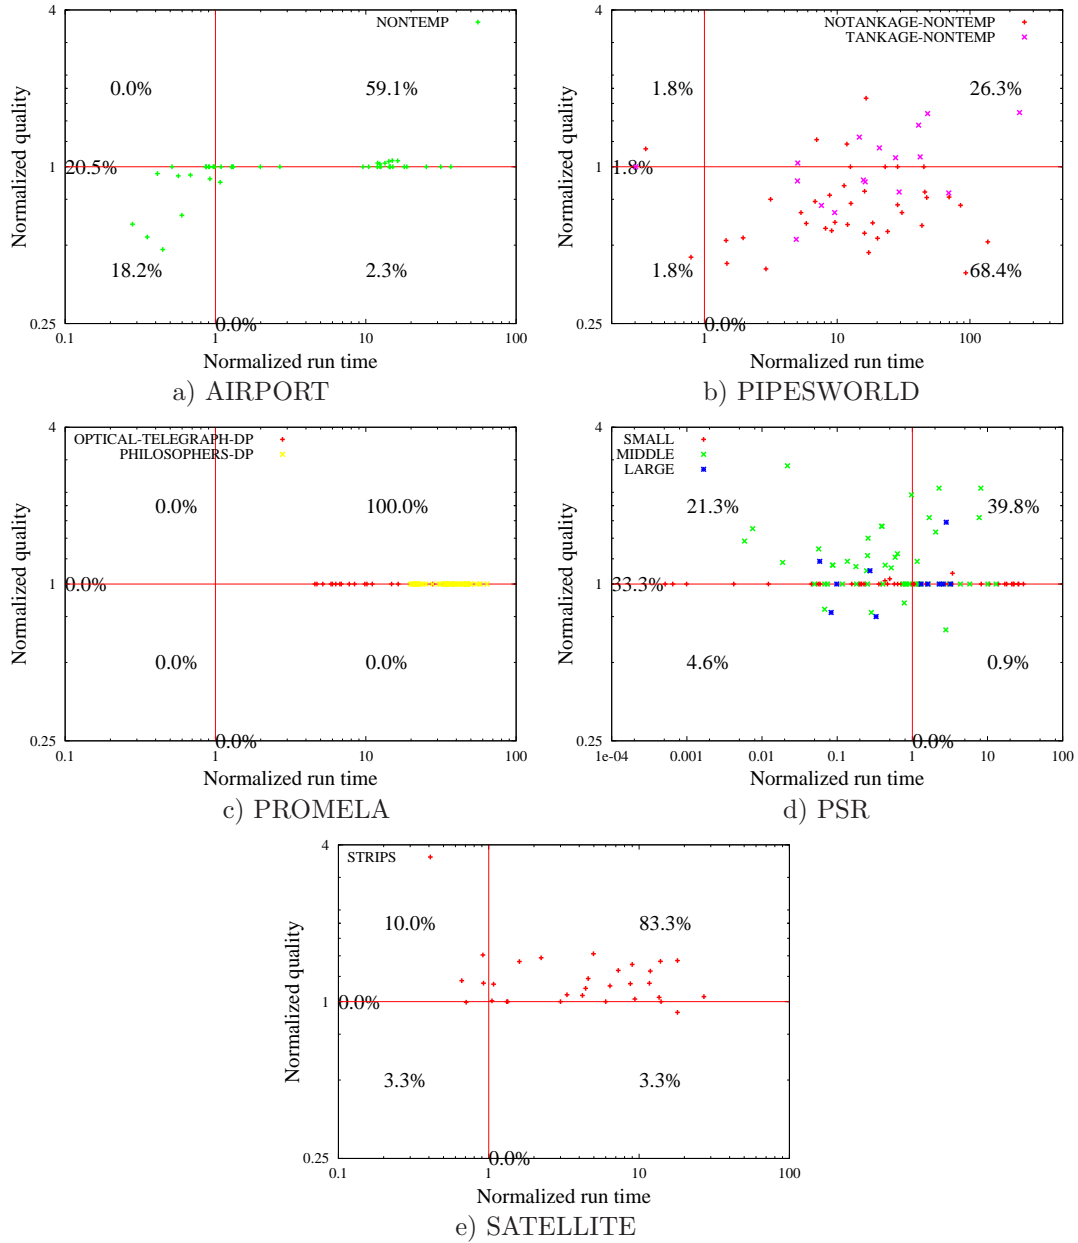 4
NONTEMP
0.0%
59.1%
Normalized quality
1
20.5%
18.2%
2.3%
0.25
0.0%
0.1
1
10
100
Normalized run time
a) AIRPORT
4
NOTANKAGE-NONTEMP
TANKAGE-NONTEMP
1.8%
26.3%
Normalized quality
1
1.8%
1.8%
68.4%
0.25
0.0%
1
10
100
Normalized run time
b) PIPESWORLD
4
OPTICAL-TELEGRAPH-DP
PHILOSOPHERS-DP
0.0%
100.0%
Normalized quality
1
0.0%
0.0%
0.0%
0.25
0.0%
0.1
1
10
100
Normalized run time
c) PROMELA
4
SMALL
MIDDLE
LARGE
21.3%
39.8%
Normalized quality
1
33.3%
4.6%
0.9%
0.25
0.0%
1e-04
0.001
0.01
0.1
1
10
100
Normalized run time
d) PSR
4
STRIPS
10.0%
83.3%
Normalized quality
1
0.0%
3.3%
3.3%
0.25
0.0%
0.1
1
10
100
Normalized run time
e) SATELLITE